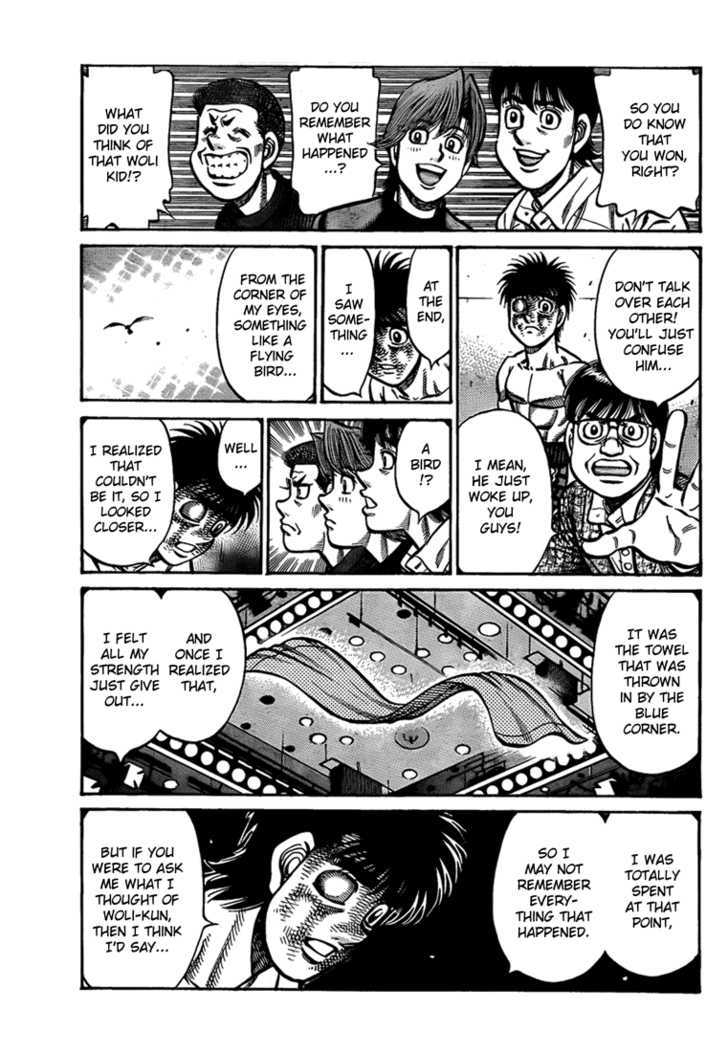 SO YOU
DO KNOW
THAT
YOU WON,
RIGHT?
DO YOU
REMEMBER
WHAT
HAPPENED
...?
WHAT
DID YOU
THINK OF
THAT WOLI
KID!?
DON'T TALK
OVER EACH
OTHER!
YOU'LL JUST
CONFUSE
HIM...
I MEAN,
HE JUST
WOKE UP,
YOU
GUYS!
AT
THE
END,
I
SAW
SOME-
THING
...
FROM THE
CORNER OF
MY EYES,
SOMETHING
LIKE A
FLYING
BIRD...
A
BIRD
!?
WELL
...
I REALIZED
THAT
COULDN'T
BE IT, SO I
LOOKED
CLOSER...
IT WAS
THE TOWEL
THAT WAS
THROWN
IN BY THE
BLUE
CORNER.
AND
ONCE I
REALIZED
THAT,
I FELT
ALL MY
STRENGTH
JUST GIVE
OUT...
I WAS
TOTALLY
SPENT
AT THAT
POINT,
SO I
MAY NOT
REMEMBER
EVERY-
THING THAT
HAPPENED.
BUT IF YOU
WERE TO ASK
ME WHAT I
THOUGHT OF
WOLI-KUN,
THEN I THINK
I'D SAY...